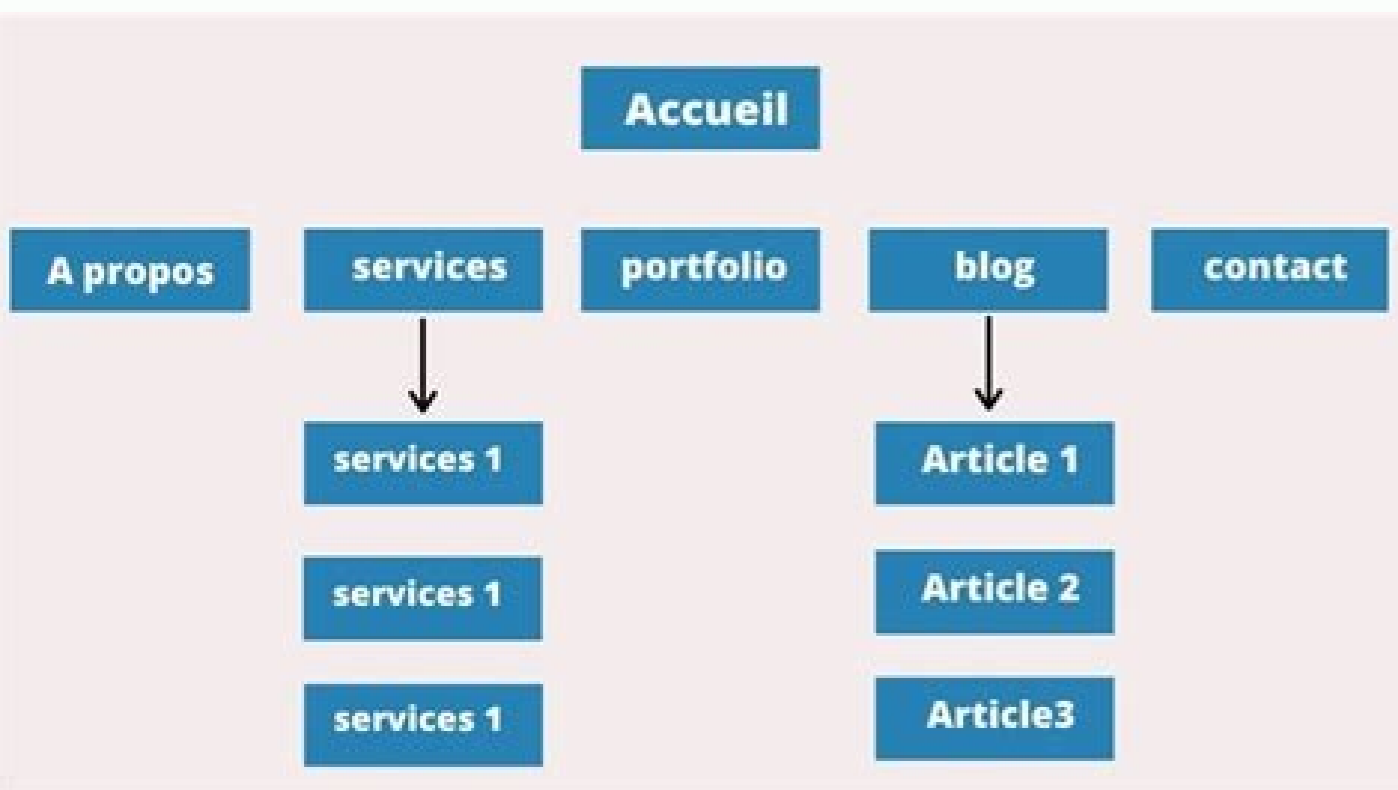 Accueil
A propos
services
portfolio
blog
contact
services 1
Article 1
services 1
Article 2
services 1
Article3